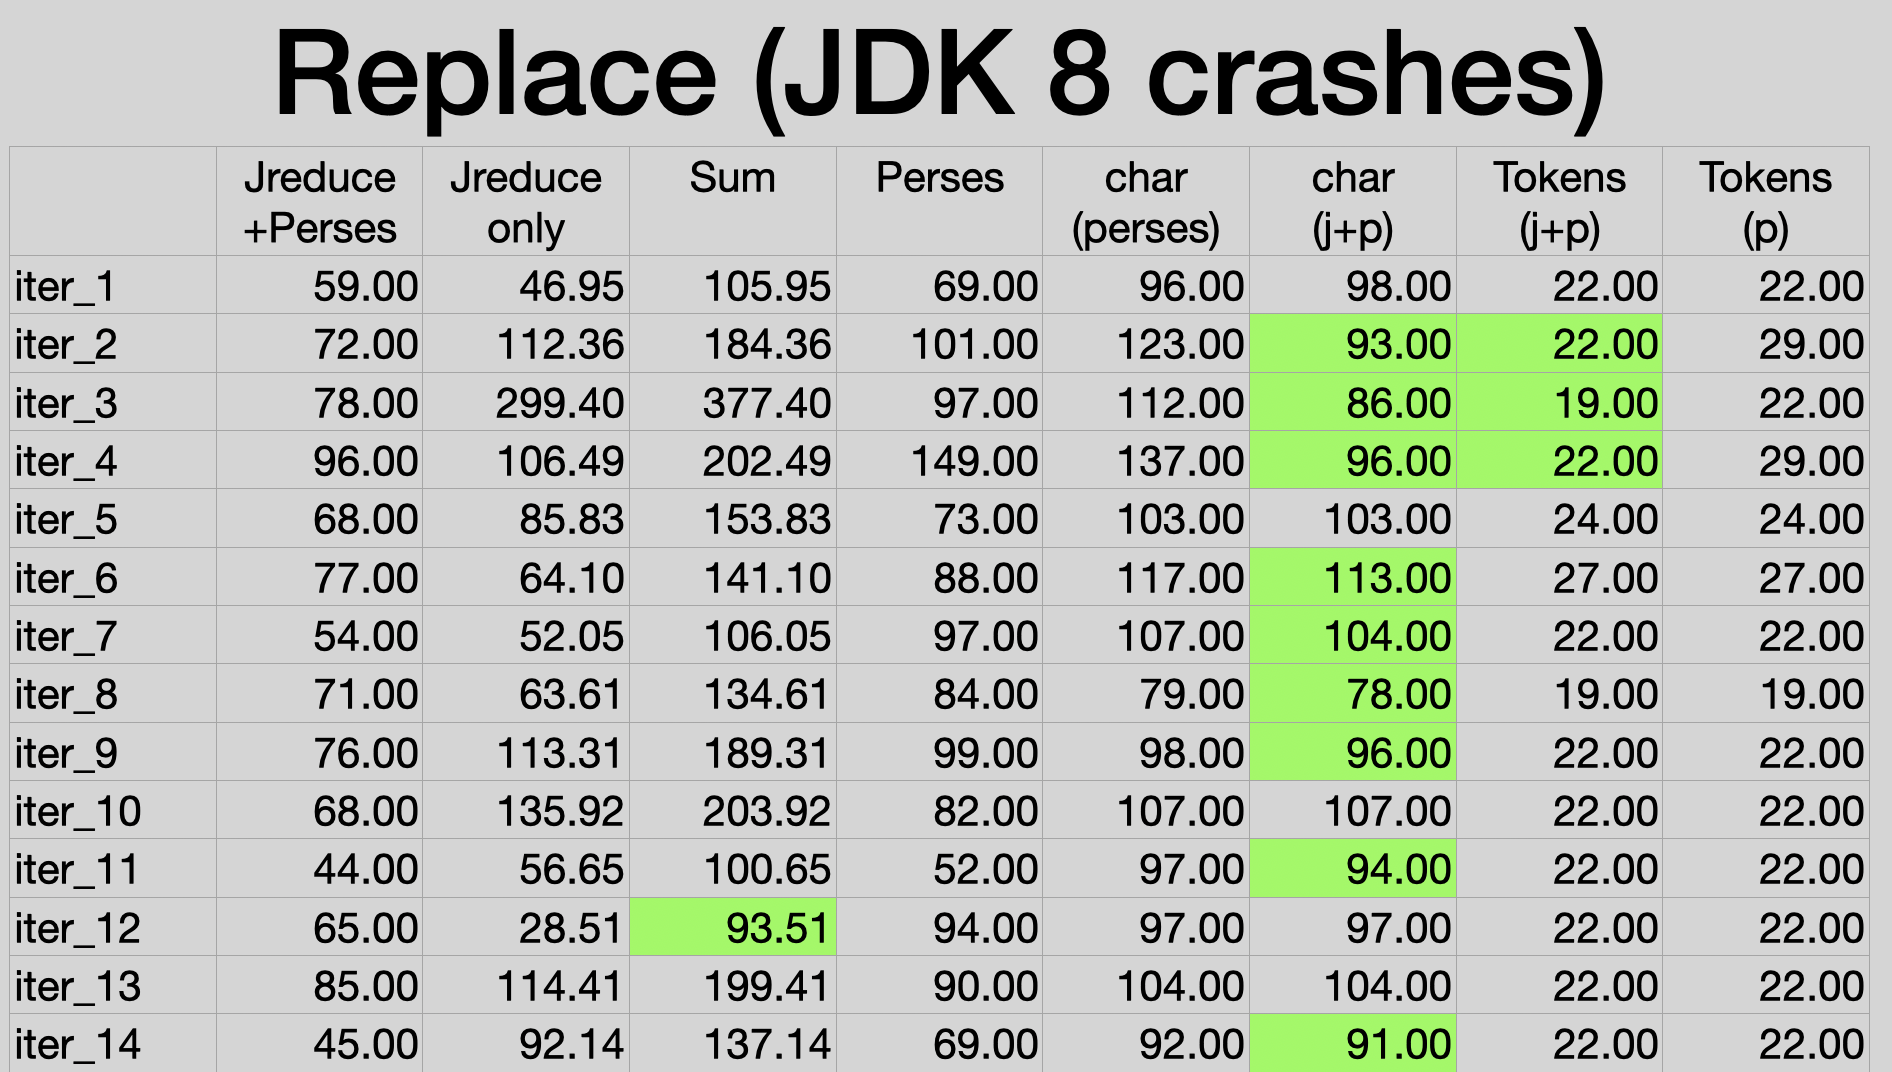 Replace (JDK 8 crashes)
Jreduce +Perses Jreduce only Sum Perses char (perses) char (j+p) Tokens (j+p) Tokens (p)
iter_1 59.00 46.95 105.95 69.00 96.00 98.00 22.00 22.00
iter_2 72.00 112.36 184.36 101.00 123.00 93.00 22.00 29.00
iter_3 78.00 299.40 377.40 97.00 112.00 86.00 19.00 22.00
iter_4 96.00 106.49 202.49 149.00 137.00 96.00 22.00 29.00
iter_5 68.00 85.83 153.83 73.00 103.00 103.00 24.00 24.00
iter_6 77.00 64.10 141.10 88.00 117.00 113.00 27.00 27.00
iter_7 54.00 52.05 106.05 97.00 107.00 104.00 22.00 22.00
iter_8 71.00 63.61 134.61 84.00 79.00 78.00 19.00 19.00
iter_9 76.00 113.31 189.31 99.00 98.00 96.00 22.00 22.00
iter_10 68.00 135.92 203.92 82.00 107.00 107.00 22.00 22.00
iter_11 44.00 56.65 100.65 52.00 97.00 94.00 22.00 22.00
iter_12 65.00 28.51 93.51 94.00 97.00 97.00 22.00 22.00
iter_13 85.00 114.41 199.41 90.00 104.00 104.00 22.00 22.00
iter_14 45.00 92.14 137.14 69.00 92.00 91.00 22.00 22.00